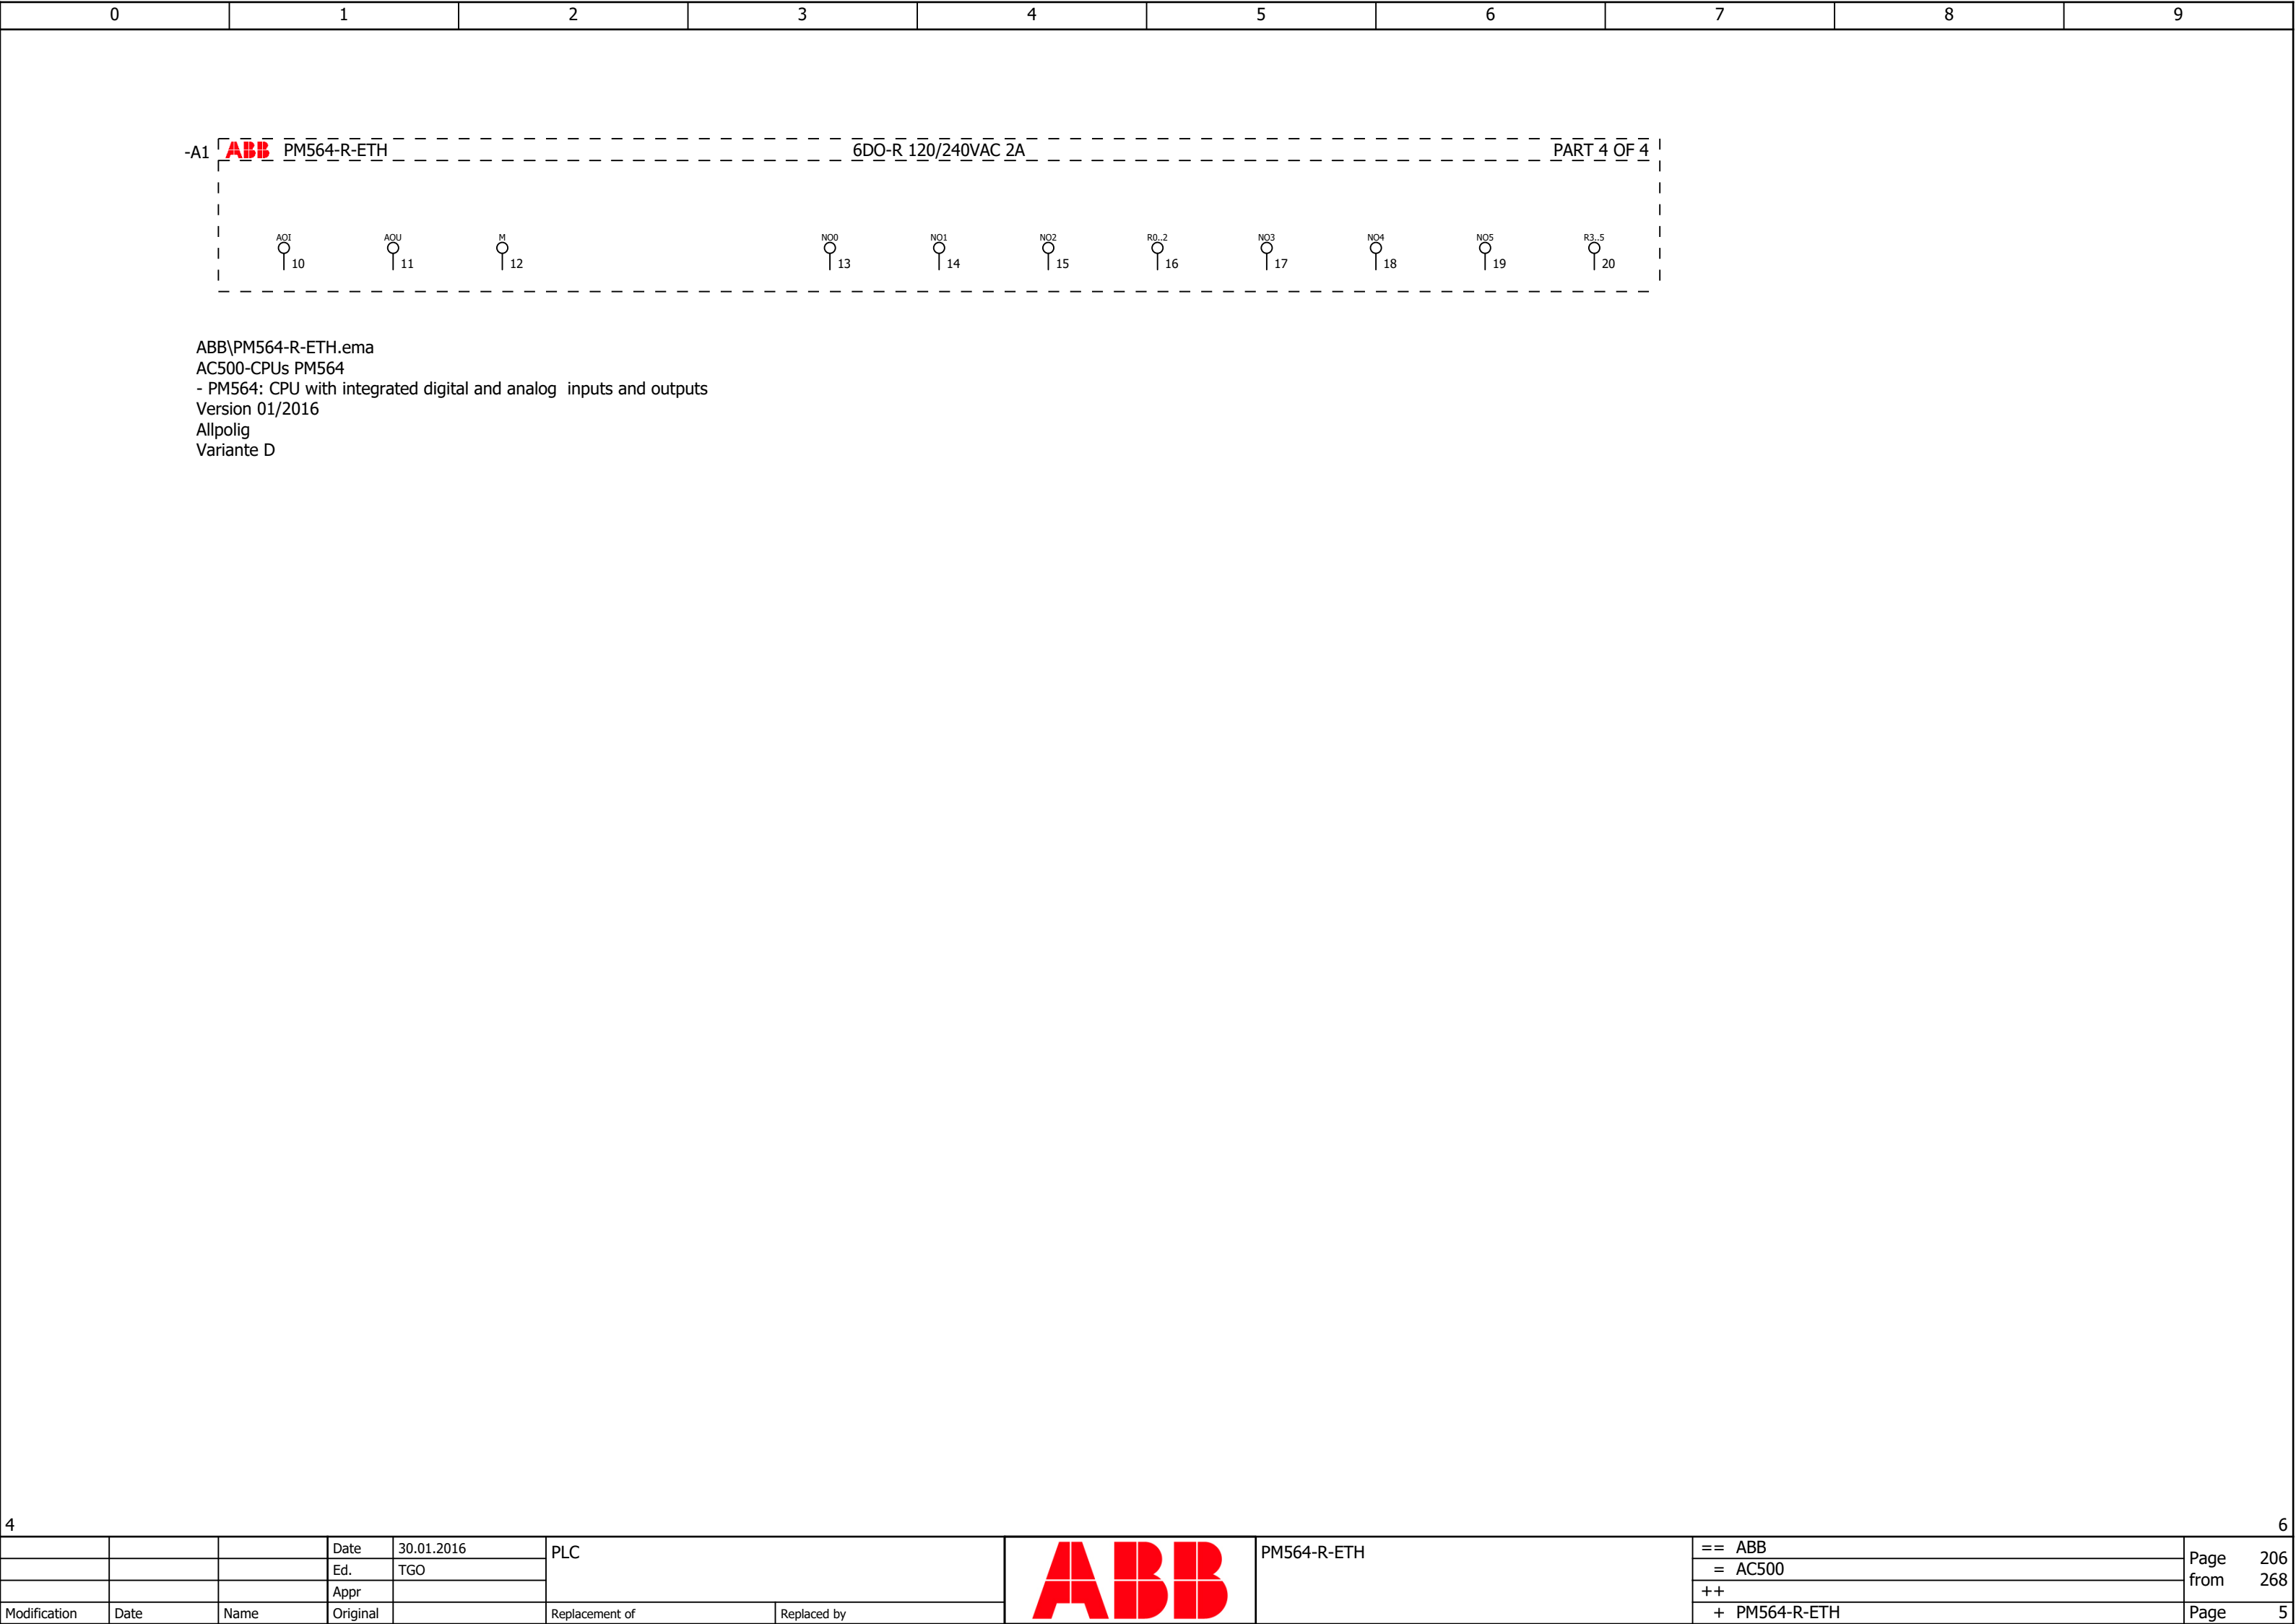 0 1 2 3 4 5 6 7 8 9
-A1 ABB PM564-R-ETH 6DO-R 120/240VAC 2A PART 4 OF 4
AOI AOU M NO0 NO1 NO2 R0..2 NO3 NO4 NO5 R3..5
10 11 12 13 14 15 16 17 18 19 20
ABB\PM564-R-ETH.ema
AC500-CPUs PM564
- PM564: CPU with integrated digital and analog  inputs and outputs
Version 01/2016
Allpolig
Variante D
4 6
Date 30.01.2016
Ed. TGO
Appr
Modification Date Name Original
PLC
Replacement of Replaced by
ABB
PM564-R-ETH
== ABB
= AC500
++
+ PM564-R-ETH
Page 206
from 268
Page 5